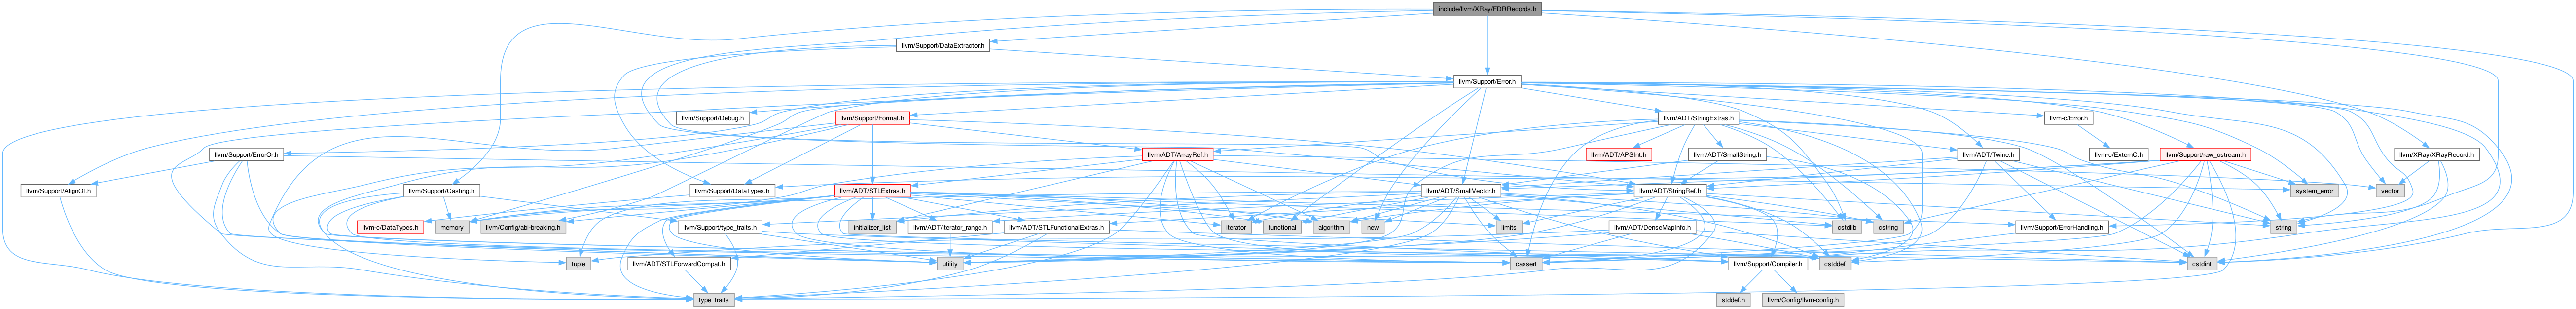 include/llvm/XRay/FDRRecords.h
llvm/Support/DataExtractor.h
llvm/Support/Error.h
llvm/Support/Debug.h
llvm/Support/Format.h
llvm/ADT/StringExtras.h
llvm-c/Error.h
llvm/Support/ErrorOr.h
llvm/ADT/ArrayRef.h
llvm/ADT/APSInt.h
llvm/ADT/SmallString.h
llvm/ADT/Twine.h
llvm-c/ExternC.h
llvm/Support/raw_ostream.h
llvm/XRay/XRayRecord.h
llvm/Support/AlignOf.h
llvm/Support/Casting.h
llvm/Support/DataTypes.h
llvm/ADT/STLExtras.h
llvm/ADT/SmallVector.h
llvm/ADT/StringRef.h
system_error
vector
llvm-c/DataTypes.h
memory
llvm/Config/abi-breaking.h
llvm/Support/type_traits.h
initializer_list
llvm/ADT/iterator_range.h
llvm/ADT/STLFunctionalExtras.h
iterator
functional
algorithm
new
limits
llvm/ADT/DenseMapInfo.h
cstdlib
cstring
llvm/Support/ErrorHandling.h
string
tuple
llvm/ADT/STLForwardCompat.h
utility
cassert
llvm/Support/Compiler.h
cstddef
cstdint
type_traits
stddef.h
llvm/Config/llvm-config.h